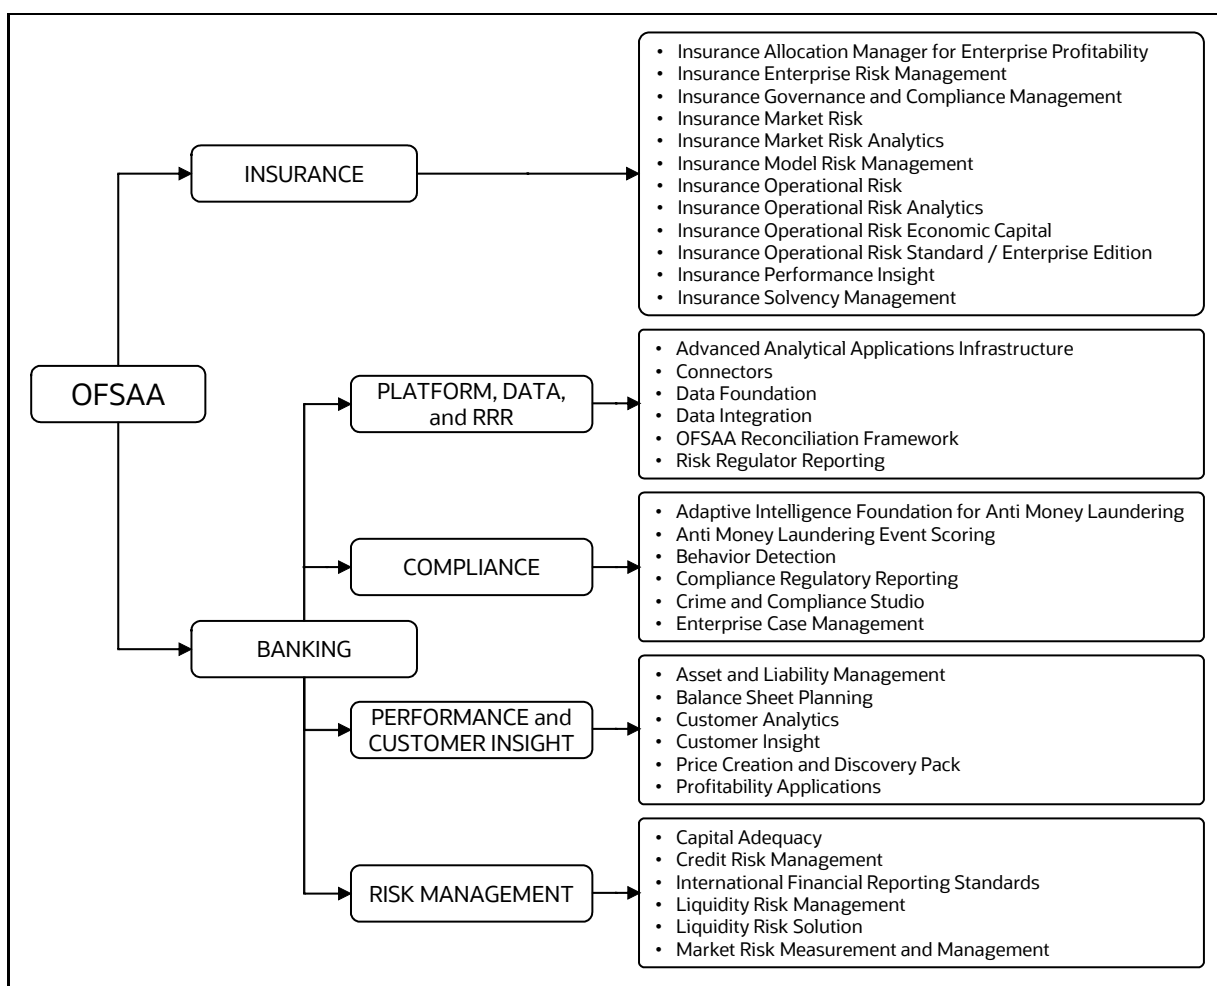 OFSAA
INSURANCE
• Insurance Allocation Manager for Enterprise Profitability
• Insurance Enterprise Risk Management
• Insurance Governance and Compliance Management
• Insurance Market Risk
• Insurance Market Risk Analytics
• Insurance Model Risk Management
• Insurance Operational Risk
• Insurance Operational Risk Analytics
• Insurance Operational Risk Economic Capital
• Insurance Operational Risk Standard / Enterprise Edition
• Insurance Performance Insight
• Insurance Solvency Management
BANKING
PLATFORM, DATA,
and RRR
• Advanced Analytical Applications Infrastructure
• Connectors
• Data Foundation
• Data Integration
• OFSAA Reconciliation Framework
• Risk Regulator Reporting
COMPLIANCE
• Adaptive Intelligence Foundation for Anti Money Laundering
• Anti Money Laundering Event Scoring
• Behavior Detection
• Compliance Regulatory Reporting
• Crime and Compliance Studio
• Enterprise Case Management
PERFORMANCE and
CUSTOMER INSIGHT
• Asset and Liability Management
• Balance Sheet Planning
• Customer Analytics
• Customer Insight
• Price Creation and Discovery Pack
• Profitability Applications
RISK MANAGEMENT
• Capital Adequacy
• Credit Risk Management
• International Financial Reporting Standards
• Liquidity Risk Management
• Liquidity Risk Solution
• Market Risk Measurement and Management